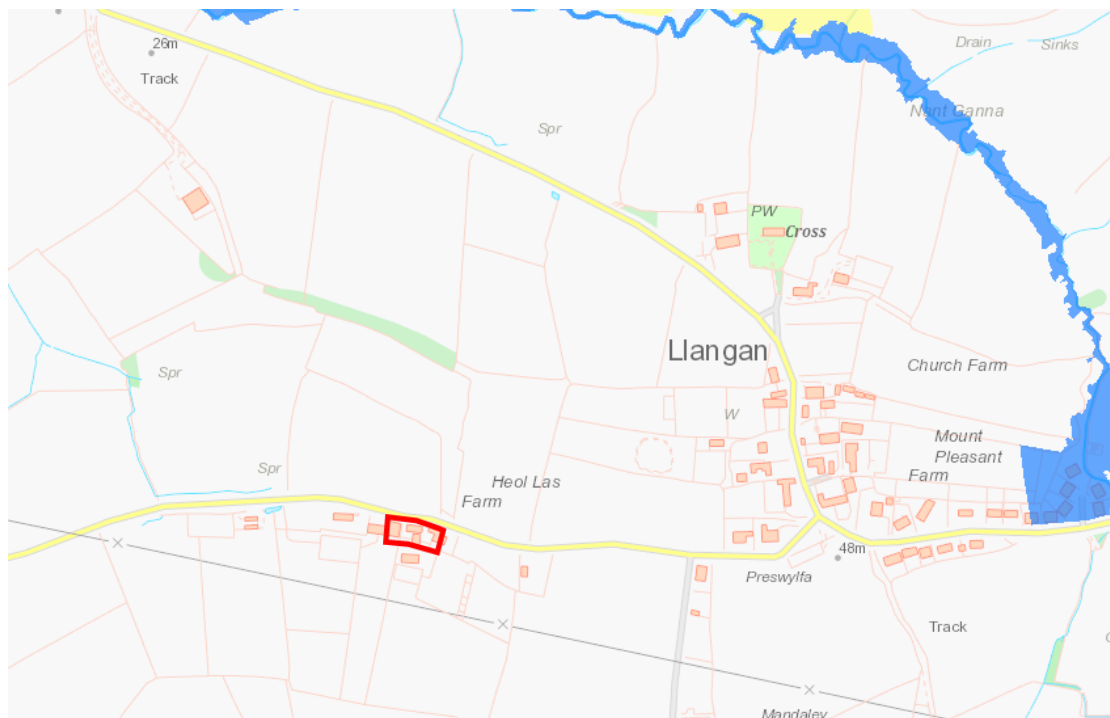 26m
Track
Drain
Sinks
Nant Ganna
Spr
PW
Cross
Llangan
Church Farm
Spr
W
Mount
Pleasant
Farm
Spr
Heol Las
Farm
48m
Preswylfa
Track
Mandalay